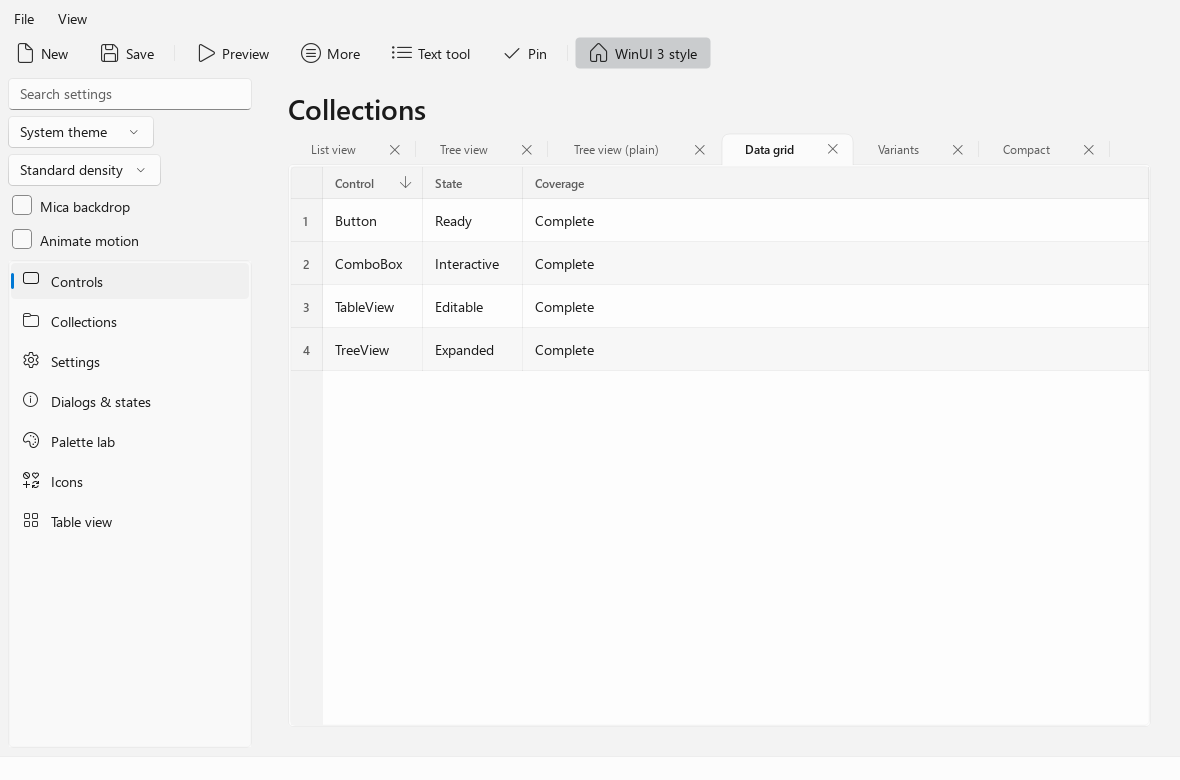 File View
New Save Preview More Text tool Pin WinUI 3 style
Search settings
System theme
Standard density
Mica backdrop
Animate motion
Controls
Collections
Settings
Dialogs & states
Palette lab
Icons
Table view
Collections
List view Tree view Tree view (plain) Data grid Variants Compact
Control State Coverage
1 Button Ready Complete
2 ComboBox Interactive Complete
3 TableView Editable Complete
4 TreeView Expanded Complete